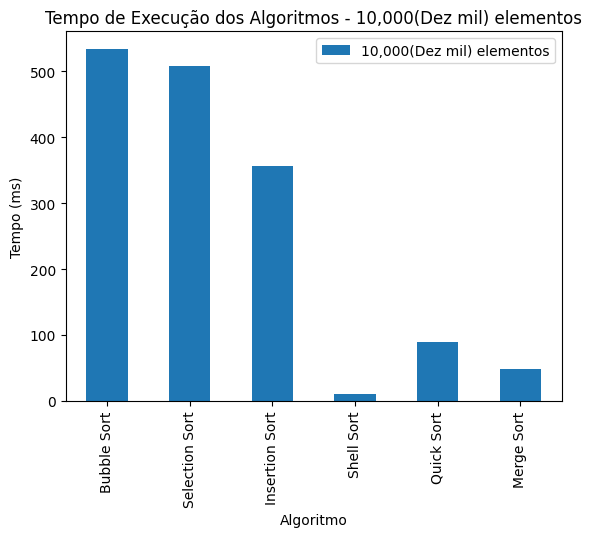 Tempo de Execução dos Algoritmos - 10,000(Dez mil) elementos
10,000(Dez mil) elementos
Tempo (ms)
500
400
300
200
100
0
Bubble Sort
Selection Sort
Insertion Sort
Shell Sort
Quick Sort
Merge Sort
Algoritmo